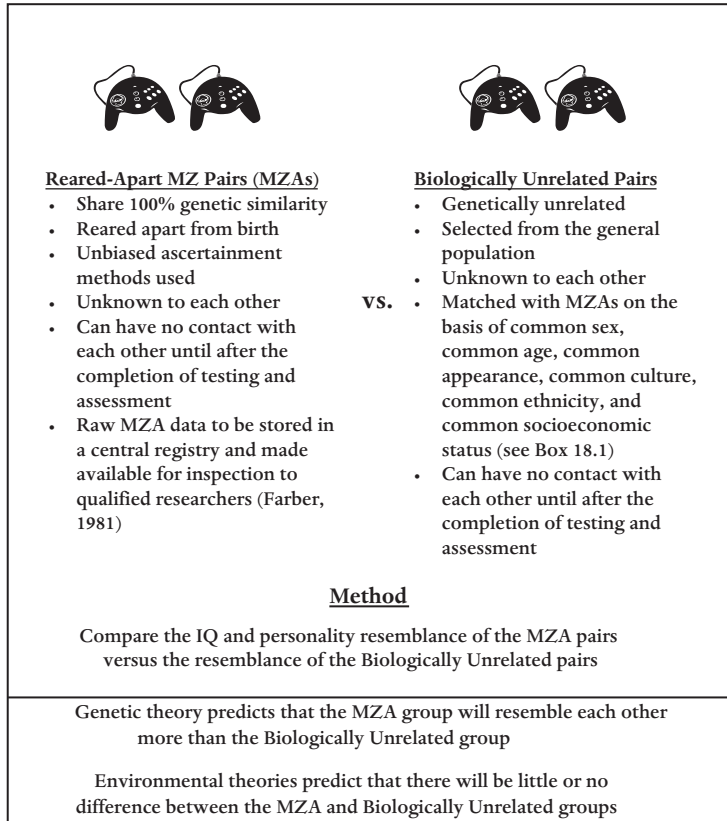 Reared-Apart MZ Pairs (MZAs)
• Share 100% genetic similarity
• Reared apart from birth
• Unbiased ascertainment
methods used
• Unknown to each other
• Can have no contact with
each other until after the
completion of testing and
assessment
• Raw MZA data to be stored in
a central registry and made
available for inspection to
qualified researchers (Farber,
1981)
vs.
Biologically Unrelated Pairs
• Genetically unrelated
• Selected from the general
population
• Unknown to each other
• Matched with MZAs on the
basis of common sex,
common age, common
appearance, common culture,
common ethnicity, and
common socioeconomic
status (see Box 18.1)
• Can have no contact with
each other until after the
completion of testing and
assessment
Method
Compare the IQ and personality resemblance of the MZA pairs
versus the resemblance of the Biologically Unrelated pairs
Genetic theory predicts that the MZA group will resemble each other
more than the Biologically Unrelated group
Environmental theories predict that there will be little or no
difference between the MZA and Biologically Unrelated groups